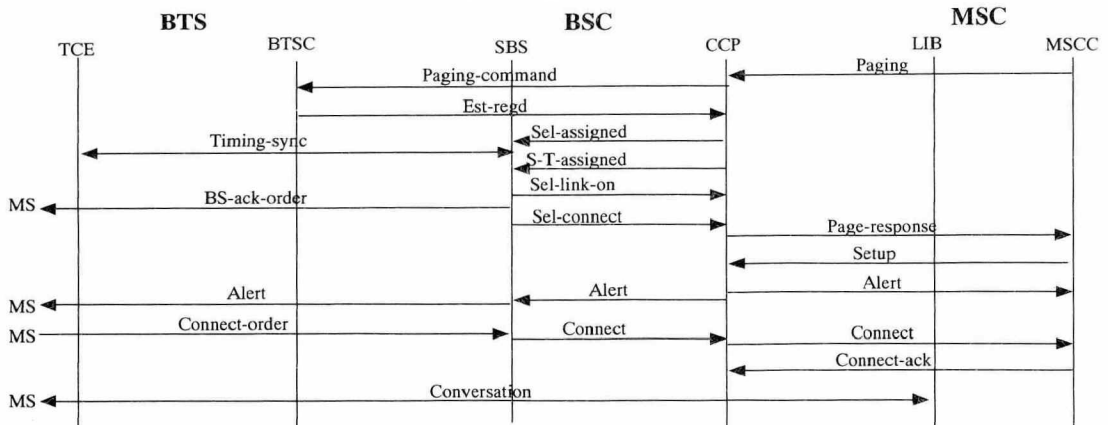 BTS BSC MSC
TCE BTSC SBS CCP LIB MSCC
Paging
Paging-command
Est-regd
Sel-assigned
Timing-sync
S-T-assigned
Sel-link-on
MS BS-ack-order
Sel-connect
Page-response
Setup
MS Alert Alert Alert
MS Connect-order Connect Connect
Connect-ack
MS Conversation